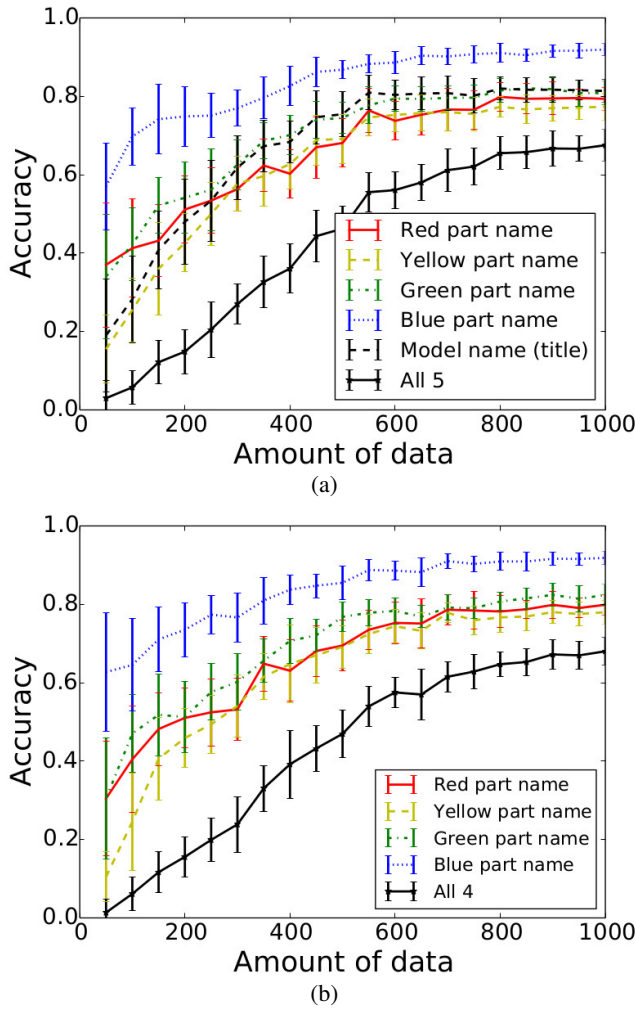 1.0
0.8
0.6
0.4
0.2
0.0
Accuracy
Red part name
Yellow part name
Green part name
Blue part name
Model name (title)
All 5
0 200 400 600 800 1000
Amount of data
(a)
1.0
0.8
0.6
0.4
0.2
0.0
Accuracy
Red part name
Yellow part name
Green part name
Blue part name
All 4
0 200 400 600 800 1000
Amount of data
(b)